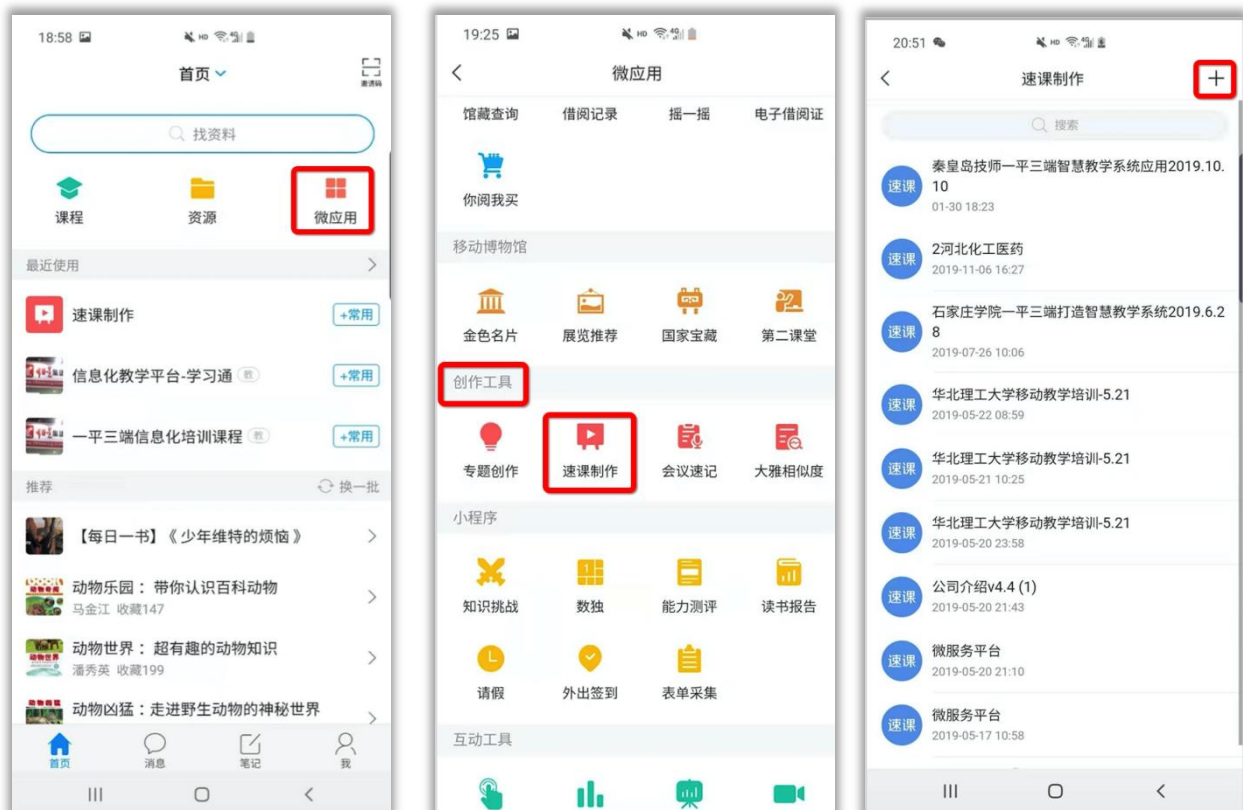 18:58
HD 4G
首页
邀请码
找资料
课程 资源 微应用
最近使用
速课制作 +常用
信息化教学平台-学习通 教 +常用
一平三端信息化培训课程 教 +常用
推荐 换一批
【每日一书】《少年维特的烦恼》
动物乐园：带你认识百科动物
马金江 收藏147
动物世界：超有趣的动物知识
潘秀英 收藏199
动物凶猛：走进野生动物的神秘世界
首页 消息 笔记 我
19:25
HD 4G
微应用
馆藏查询 借阅记录 摇一摇 电子借阅证
你阅我买
移动博物馆
金色名片 展览推荐 国家宝藏 第二课堂
创作工具
专题创作 速课制作 会议速记 大雅相似度
小程序
知识挑战 数独 能力测评 读书报告
请假 外出签到 表单采集
互动工具
20:51
HD 4G
速课制作
搜索
速课
秦皇岛技师一平三端智慧教学系统应用2019.10.
10
01-30 18:23
速课
2河北化工医药
2019-11-06 16:27
速课
石家庄学院一平三端打造智慧教学系统2019.6.2
8
2019-07-26 10:06
速课
华北理工大学移动教学培训-5.21
2019-05-22 08:59
速课
华北理工大学移动教学培训-5.21
2019-05-21 10:25
速课
华北理工大学移动教学培训-5.21
2019-05-20 23:58
速课
公司介绍v4.4 (1)
2019-05-20 21:43
速课
微服务平台
2019-05-20 21:10
速课
微服务平台
2019-05-17 10:58